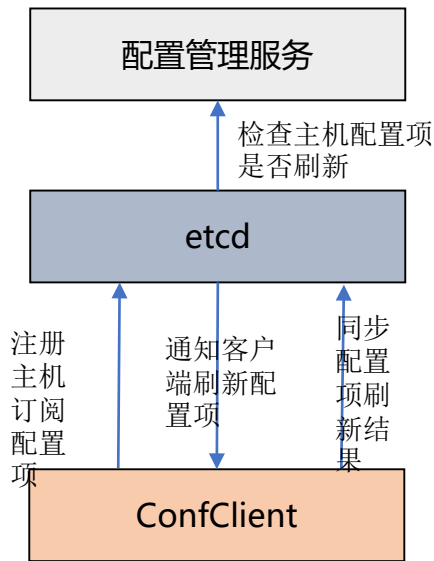 配置管理服务
检查主机配置项
是否刷新
etcd
注册
主机
订阅
配置
项
通知客户
端刷新配
置项
同步
配置
项刷
新结
果
ConfClient